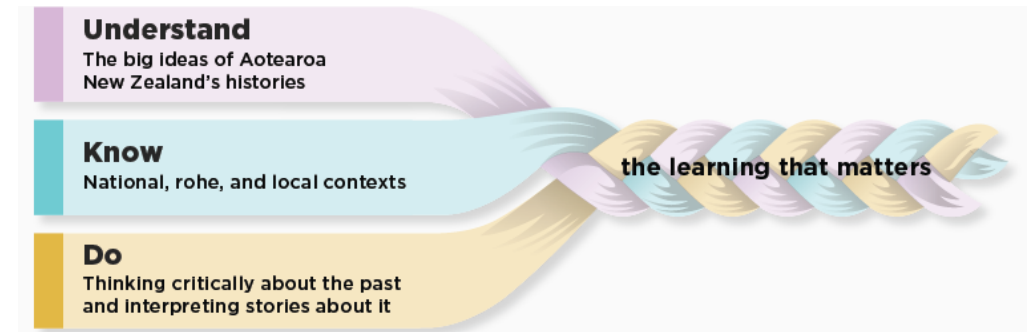 Understand
The big ideas of Aotearoa
New Zealand's histories
Know
National, rohe, and local contexts
the learning that matters
Do
Thinking critically about the past
and interpreting stories about it